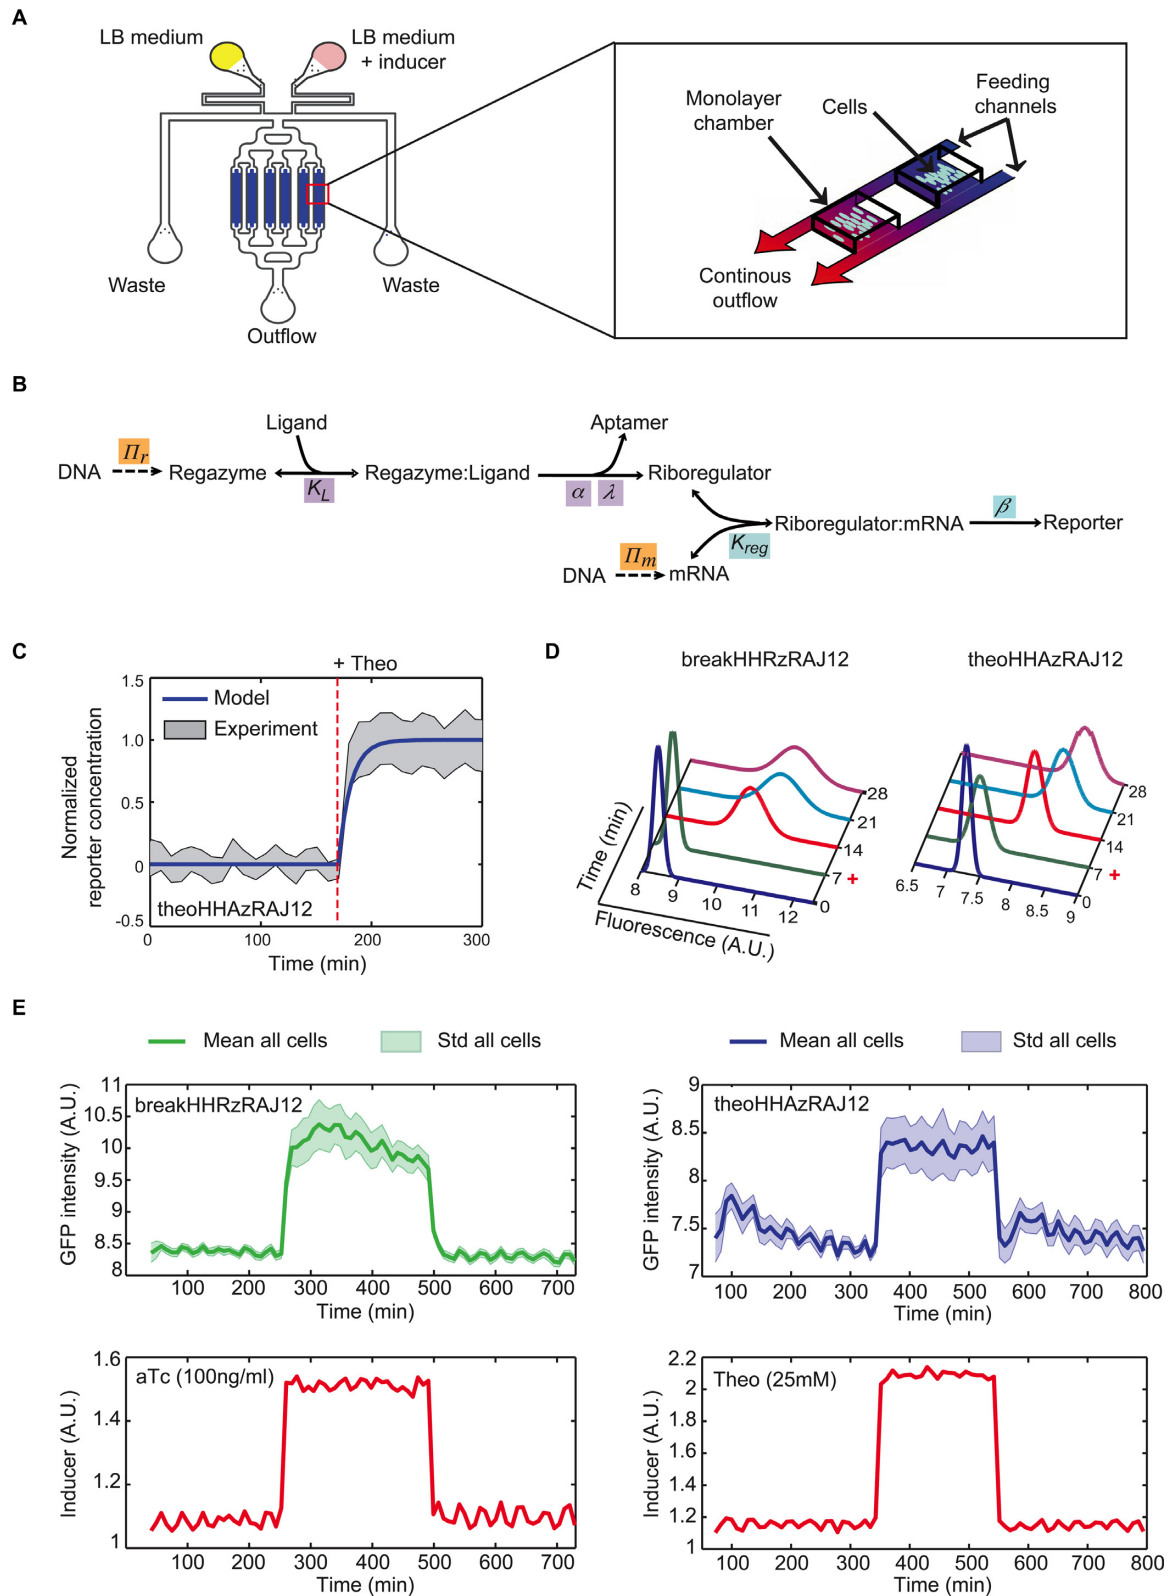 A
LB medium
LB medium
+ inducer
Waste
Waste
Outflow
Monolayer
chamber
Cells
Feeding
channels
Continous
outflow
B
Ligand
Aptamer
DNA
Πr
Regazyme
KL
Regazyme:Ligand
α
λ
Riboregulator
Kreg
Riboregulator:mRNA
β
Reporter
DNA
Πm
mRNA
C
+ Theo
Model
Experiment
theoHHAzRAJ12
Normalized
reporter concentration
1.5
1.0
0.5
0
-0.5
0
100
200
300
Time (min)
D
breakHHRzRAJ12
theoHHAzRAJ12
Time (min)
Fluorescence (A.U.)
8
9
10
11
12
0
7 +
14
21
28
6.5
7
7.5
8
8.5
9
0
7 +
14
21
28
E
Mean all cells
Std all cells
Mean all cells
Std all cells
breakHHRzRAJ12
GFP intensity (A.U.)
11
10.5
10
9.5
9
8.5
8
100 200 300 400 500 600 700
Time (min)
theoHHAzRAJ12
GFP intensity (A.U.)
9
8.5
8
7.5
7
100 200 300 400 500 600 700 800
Time (min)
aTc (100ng/ml)
Inducer (A.U.)
1.6
1.4
1.2
1
100 200 300 400 500 600 700
Time (min)
Theo (25mM)
Inducer (A.U.)
2.2
2
1.8
1.6
1.4
1.2
1
100 200 300 400 500 600 700 800
Time (min)